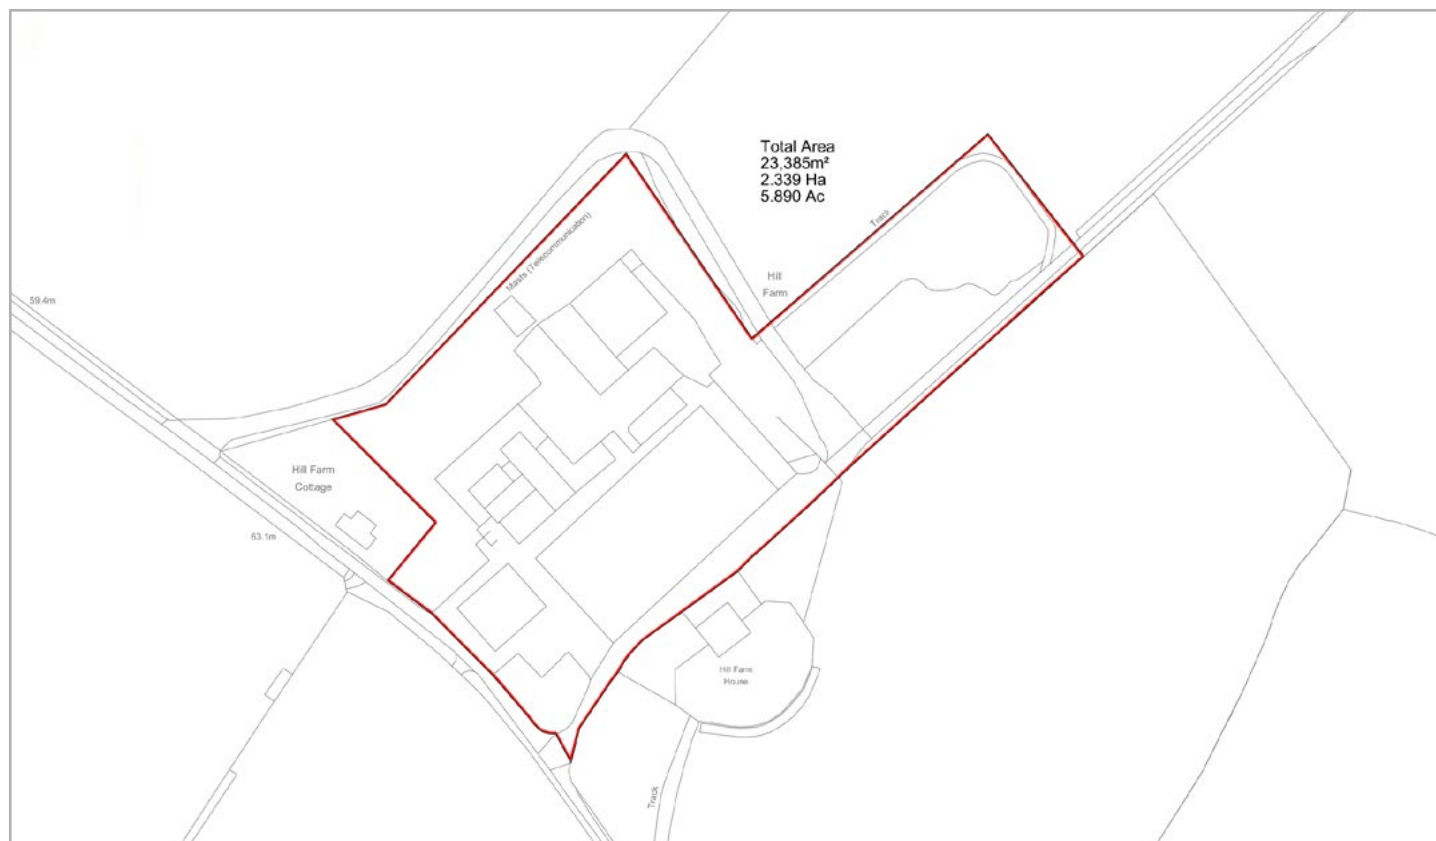 Total Area
23,385m²
2.339 Ha
5.890 Ac
Track
Masts (Telecommunication)
Hill
Farm
59.4m
Hill Farm
Cottage
63.1m
Hill Farm
House
Track